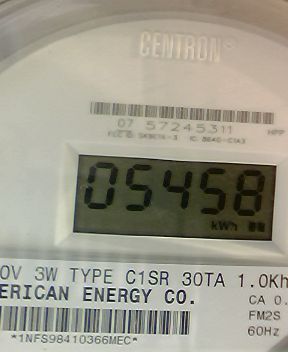 CENTRON®
07 57245311
HPP
05458
kWh
0V 3W TYPE C1SR 30TA 1.0Kh
ERICAN ENERGY CO.
CA 0.
FM2S
60Hz
*1NFS98410366MEC*